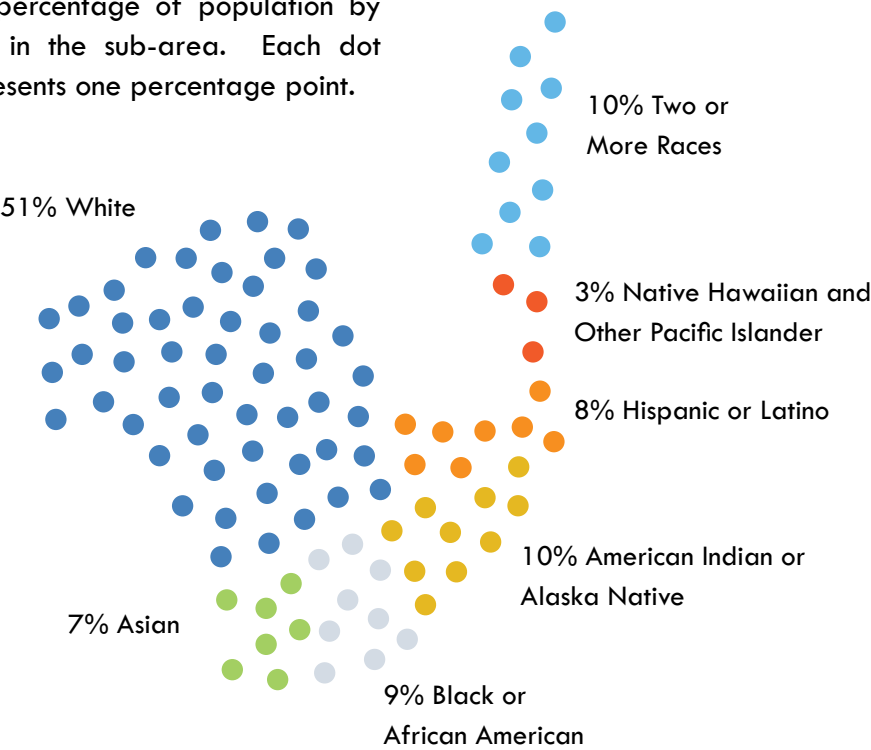 percentage of population by
in the sub-area. Each dot
esents one percentage point.
10% Two or
More Races
51% White
3% Native Hawaiian and
Other Pacific Islander
8% Hispanic or Latino
10% American Indian or
Alaska Native
7% Asian
9% Black or
African American